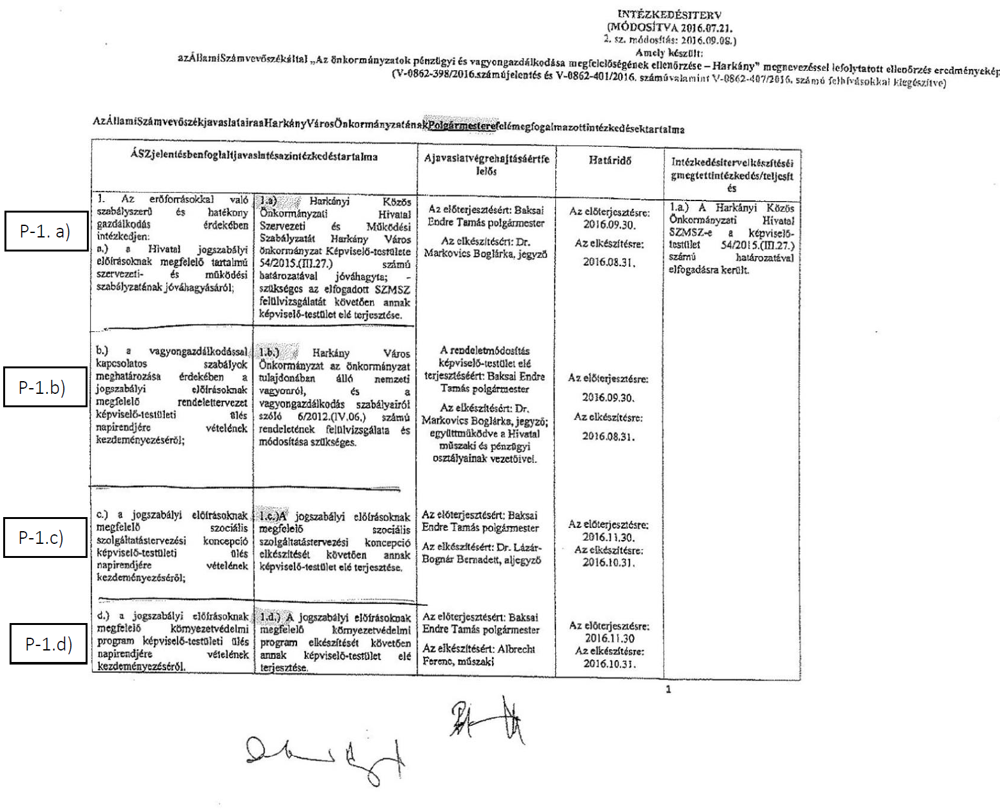 INTÉZKEDÉSITERV
(MÓDOSÍTVA 2016.07.21.
2. sz. módosítás: 2016.09.08.)
Amely készült:
azÁllamiSzámvevőszékáltal „Az önkormányzatok pénzügyi és vagyongazdálkodása megfelelőségének ellenőrzése – Harkány” megnevezéssel lefolytatott ellenőrzés eredményekép
(V-0862-398/2016.számújelentés és V-0862-401/2016. számúvalamint V-0862-407/2016. számú felhívásokkal kiegészítve)
AzÁllamiSzámvevőszékjavaslatairaaHarkányVárosÖnkormányzatánakPolgármesterefelémegfogalmazottintézkedésektartalma
ÁSZjelentésbenfoglaltjavaslatésazintézkedéstartalma
Ajavaslatvégrehajtásáértfe
lelős
Határidő
Intézkedésitervelkészítéséi
gmegtettintézkedés/teljesít
és
P-1. a)
1. Az erőforrásokkal való
szabályszerű és hatékony
gazdálkodás érdekében
intézkedjen:
a.) a Hivatal jogszabályi
előírásoknak megfelelő tartalmú
szervezeti- és működési
szabályzatának jóváhagyásáról;
1.a) Harkányi Közös
Önkormányzati Hivatal
Szervezeti és Működési
Szabályzatát Harkány Város
önkormányzat Képviselő-testülete
54/2015.(III.27.) számú
határozatával jóváhagyta; -
szükséges az elfogadott SZMSZ
felülvizsgálatát követően annak
képviselő-testület elé terjesztése.
Az előterjesztésért: Baksai
Endre Tamás polgármester
Az elkészítésért: Dr.
Markovics Boglárka, jegyző
Az előterjesztésre:
2016.09.30.
Az elkészítésre:
2016.08.31.
1.a.) A Harkányi Közös
Önkormányzati Hivatal
SZMSZ-e a képviselő-
testület 54/2015.(III.27.)
számú határozatával
elfogadásra került.
P-1.b)
b.) a vagyongazdálkodással
kapcsolatos szabályok
meghatározása érdekében a
jogszabályi előírásoknak
megfelelő rendelettervezet
képviselő-testületi ülés
napirendjére vételének
kezdeményezéséről;
1.b.) Harkány Város
Önkormányzat az önkormányzat
tulajdonában álló nemzeti
vagyonról, és a
vagyongazdálkodás szabályairól
szóló 6/2012.(IV.06.) számú
rendeletének felülvizsgálata és
módosítása szükséges.
A rendeletmódosítás
képviselő-testület elé
terjesztéséért: Baksai Endre
Tamás polgármester
Az elkészítésért: Dr.
Markovics Boglárka, jegyző;
együttműködve a Hivatal
műszaki és pénzügyi
osztályainak vezetőivel.
Az előterjesztésre:
2016.09.30.
Az elkészítésre:
2016.08.31.
P-1.c)
c.) a jogszabályi előírásoknak
megfelelő szociális
szolgáltatástervezési koncepció
képviselő-testületi ülés
napirendjére vételének
kezdeményezéséről;
1.c.)A jogszabályi előírásoknak
megfelelő szociális
szolgáltatástervezési koncepció
elkészítését követően annak
képviselő-testület elé terjesztése.
Az előterjesztésért: Baksai
Endre Tamás polgármester
Az elkészítésért: Dr. Lázár-
Bognár Bernadett, aljegyző
Az előterjesztésre:
2016.11.30.
Az elkészítésre:
2016.10.31.
P-1.d)
d.) a jogszabályi előírásoknak
megfelelő környezetvédelmi
program képviselő-testületi ülés
napirendjére vételének
kezdeményezéséről.
1.d.) A jogszabályi előírásoknak
megfelelő környezetvédelmi
program elkészítését követően
annak képviselő-testület elé
terjesztése.
Az előterjesztésért: Baksai
Endre Tamás polgármester
Az elkészítésért: Albrecht
Ferenc, műszaki
Az előterjesztésre:
2016.11.30
Az elkészítésre:
2016.10.31.
1